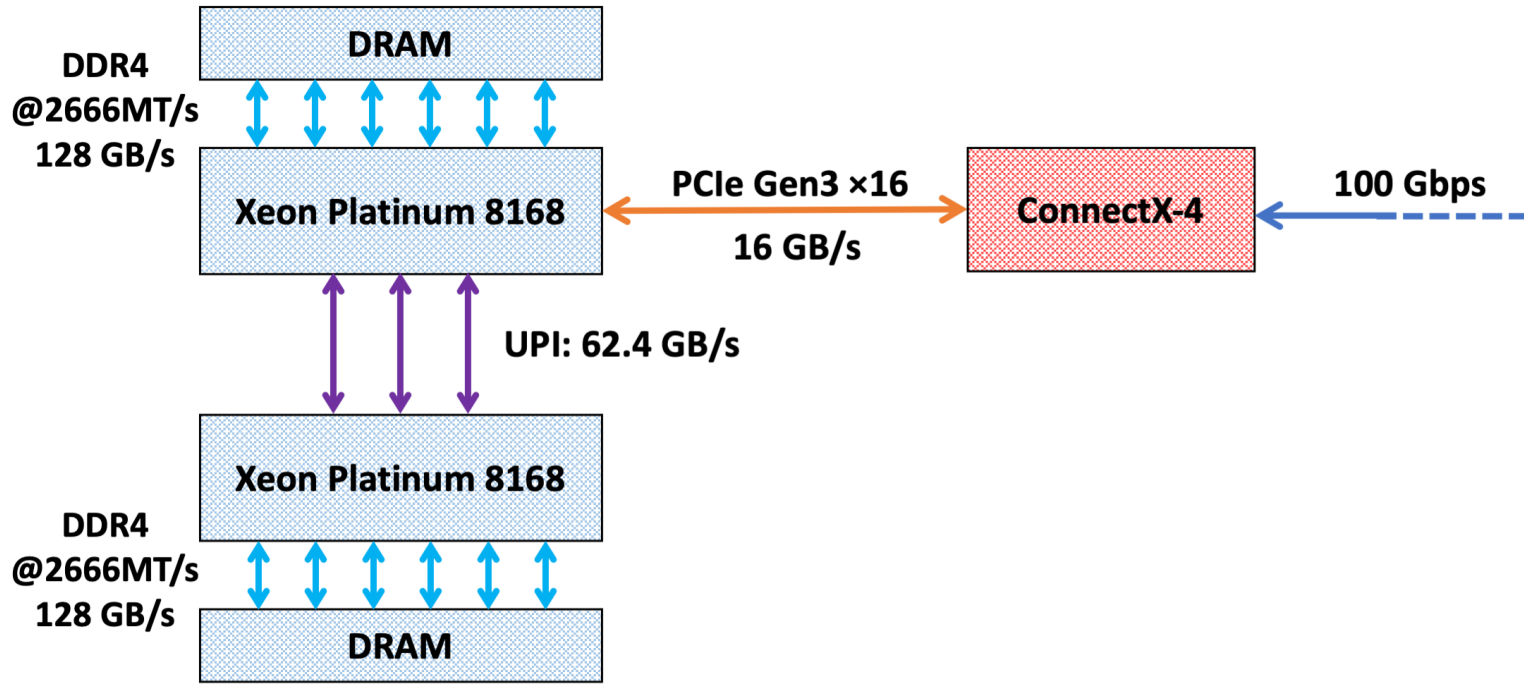 DRAM
DDR4
@2666MT/s
128 GB/s
Xeon Platinum 8168
PCIe Gen3 ×16
16 GB/s
ConnectX-4
100 Gbps
UPI: 62.4 GB/s
Xeon Platinum 8168
DDR4
@2666MT/s
128 GB/s
DRAM